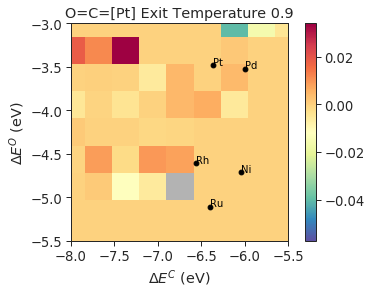 O=C=[Pt] Exit Temperature 0.9
−3.0
−3.5
−4.0
−4.5
−5.0
−5.5
ΔE^O (eV)
Pt
Pd
Rh
Ni
Ru
−8.0 −7.5 −7.0 −6.5 −6.0 −5.5
ΔE^C (eV)
0.02
0.00
−0.02
−0.04